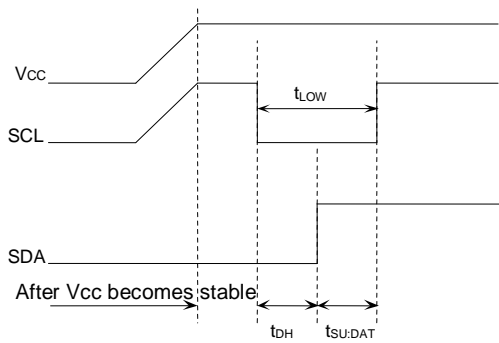 VCC
tLOW
SCL
SDA
After Vcc becomes stable
tDH
tSU:DAT